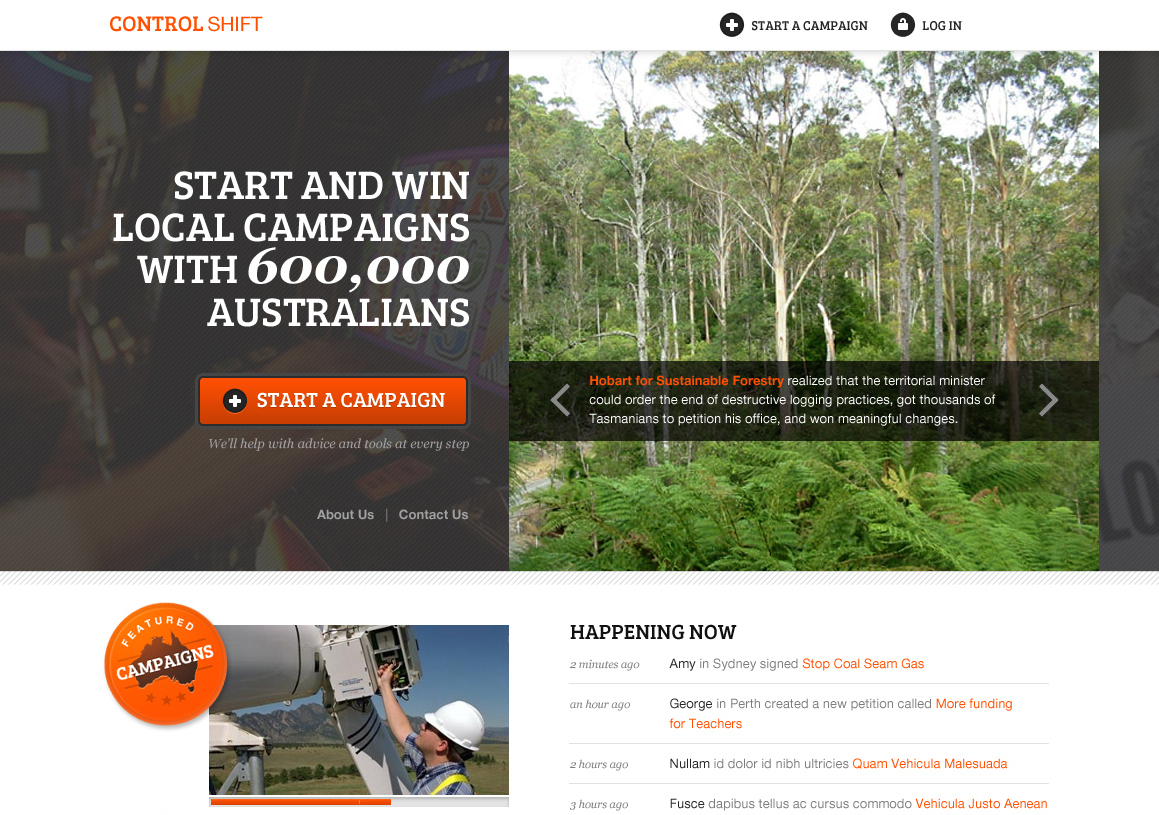 CONTROL SHIFT
START A CAMPAIGN
LOG IN
START AND WIN
LOCAL CAMPAIGNS
WITH 600,000
AUSTRALIANS
START A CAMPAIGN
We'll help with advice and tools at every step
About Us | Contact Us
Hobart for Sustainable Forestry realized that the territorial minister
could order the end of destructive logging practices, got thousands of
Tasmanians to petition his office, and won meaningful changes.
LO
FEATURED
CAMPAIGNS
HAPPENING NOW
2 minutes ago
Amy in Sydney signed Stop Coal Seam Gas
an hour ago
George in Perth created a new petition called More funding
for Teachers
2 hours ago
Nullam id dolor id nibh ultricies Quam Vehicula Malesuada
3 hours ago
Fusce dapibus tellus ac cursus commodo Vehicula Justo Aenean